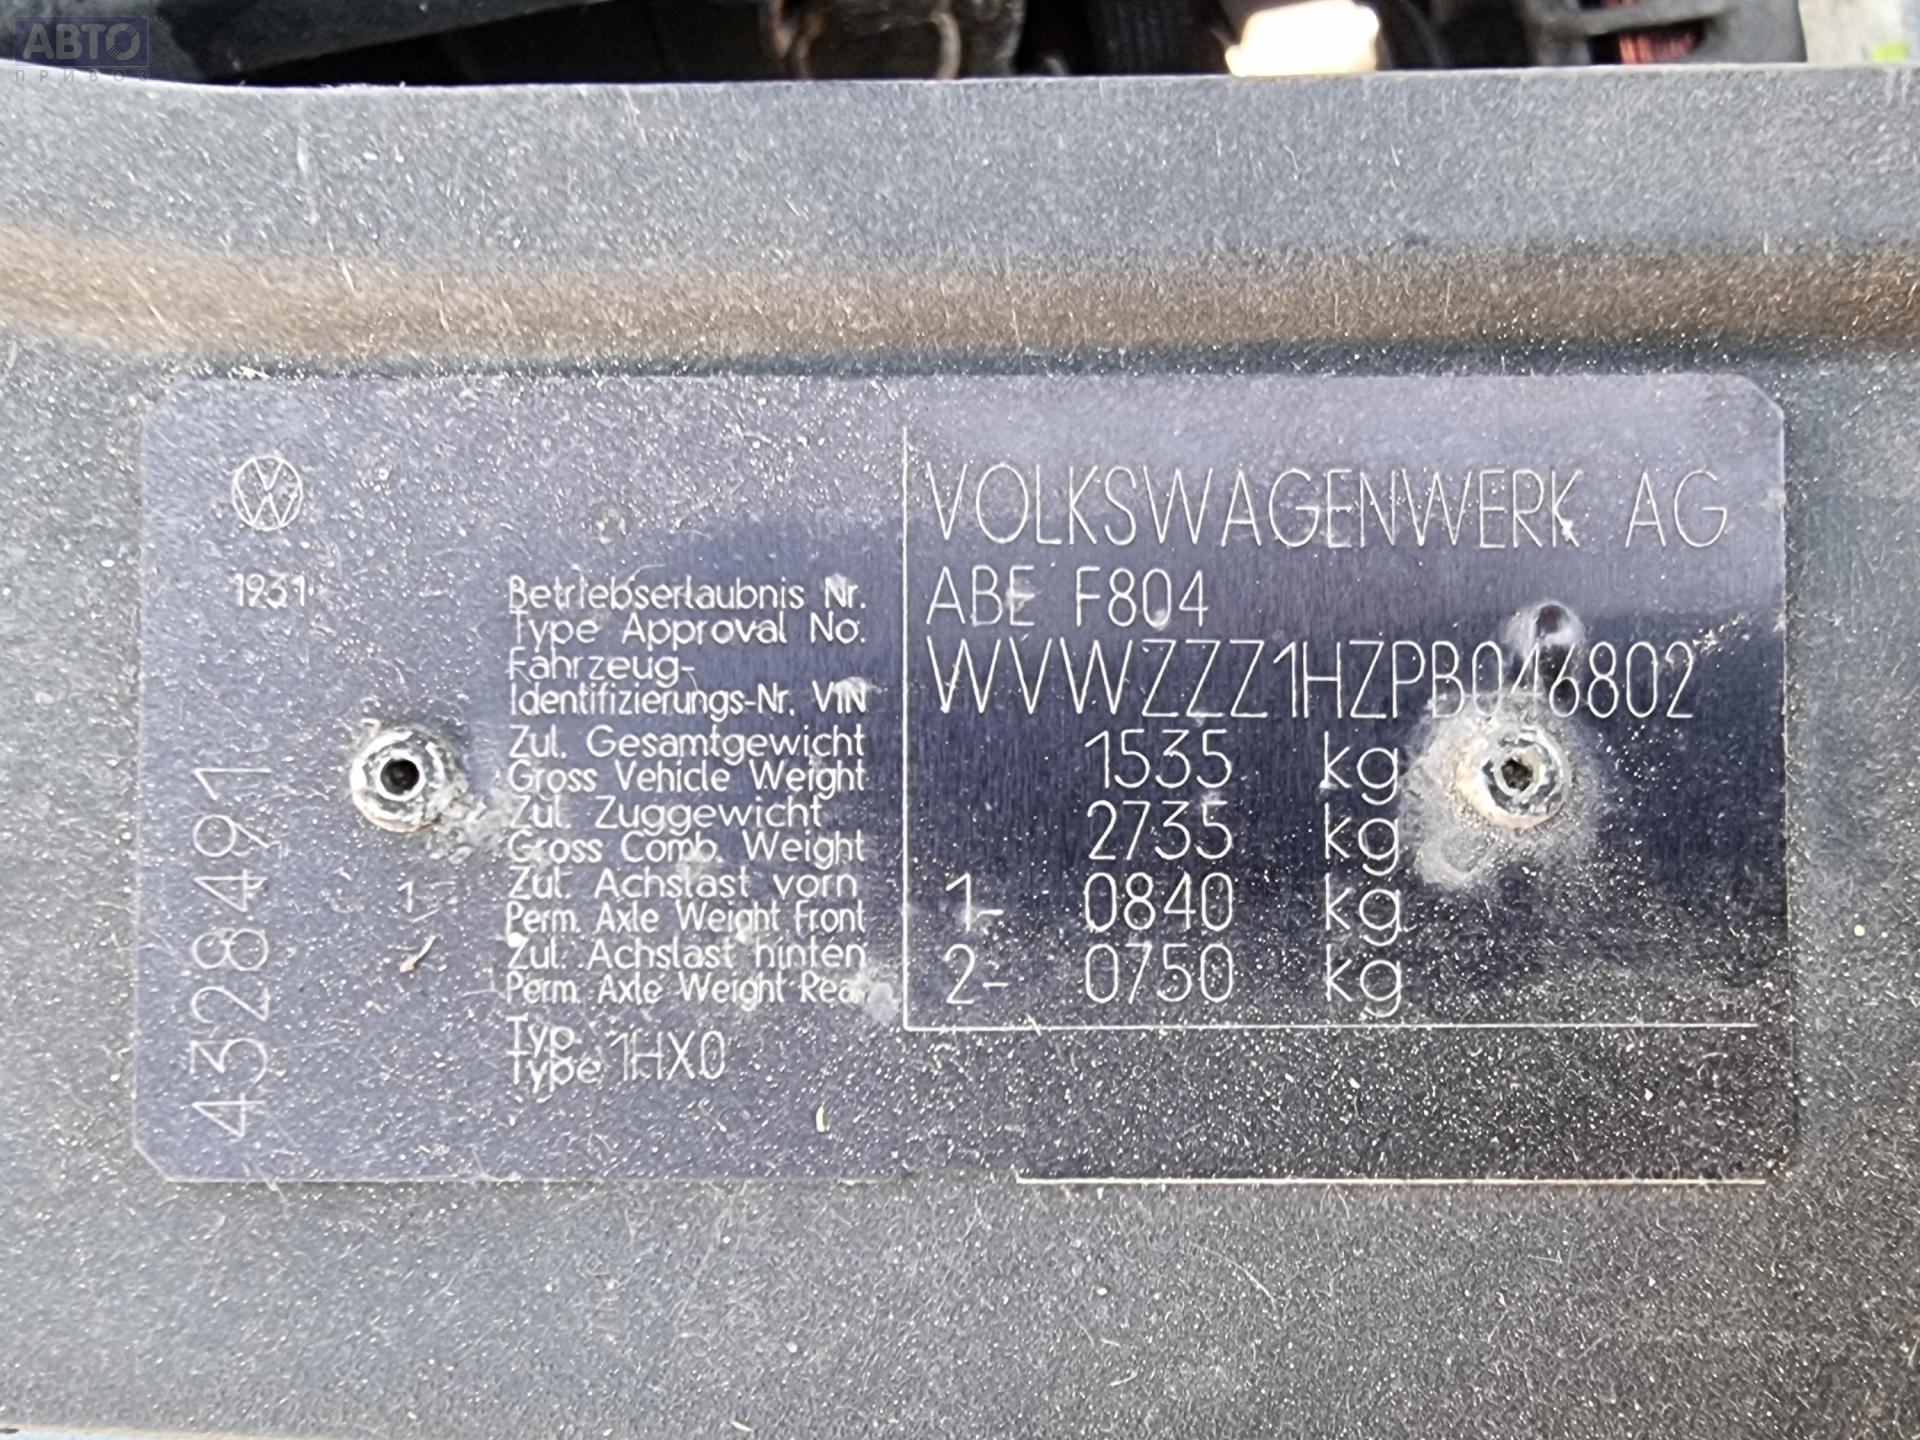 АВТО
ПРИВОЗ
1931
4328491
1
VOLKSWAGENWERK AG
Betriebserlaubnis Nr.
Type Approval No.
ABE F804
Fahrzeug-
Identifizierungs-Nr. VIN
WVWZZZ1HZPB046802
Zul. Gesamtgewicht
Gross Vehicle Weight
1535 kg
Zul. Zuggewicht
Gross Comb. Weight
2735 kg
Zul. Achslast vorn
Perm. Axle Weight Front
1- 0840 kg
Zul. Achslast hinten
Perm. Axle Weight Rear
2- 0750 kg
Typ
Type 1HX0